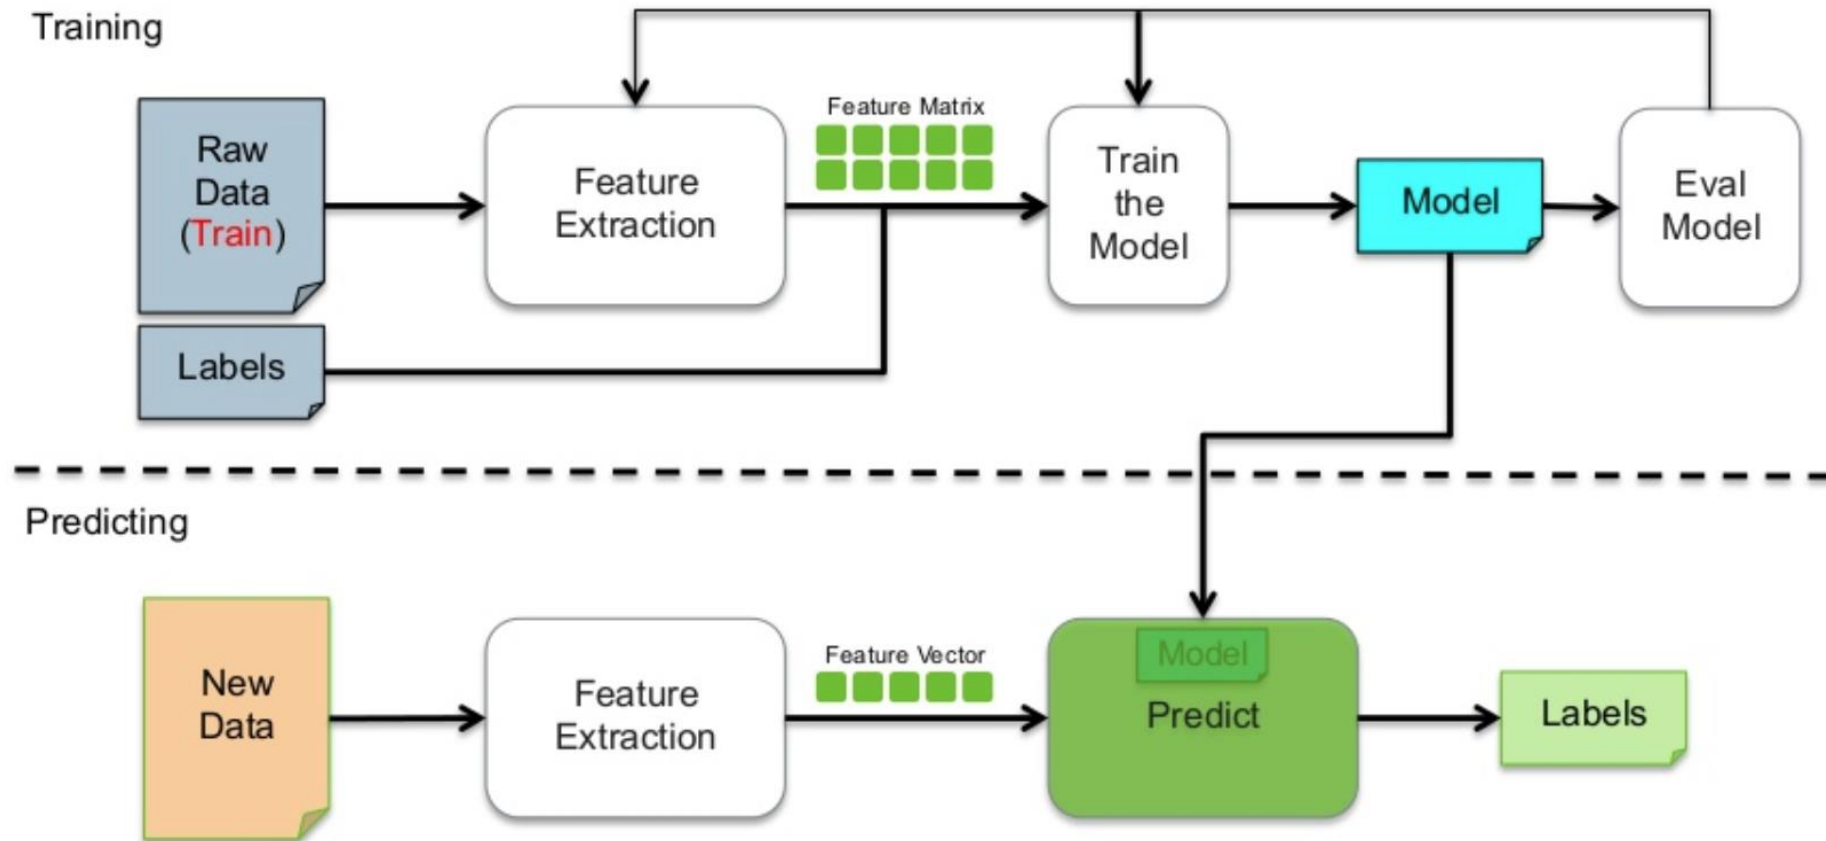 Training
Raw
Data
(Train)
Feature
Extraction
Feature Matrix
Train
the
Model
Model
Eval
Model
Labels
Predicting
New
Data
Feature
Extraction
Feature Vector
Model
Predict
Labels